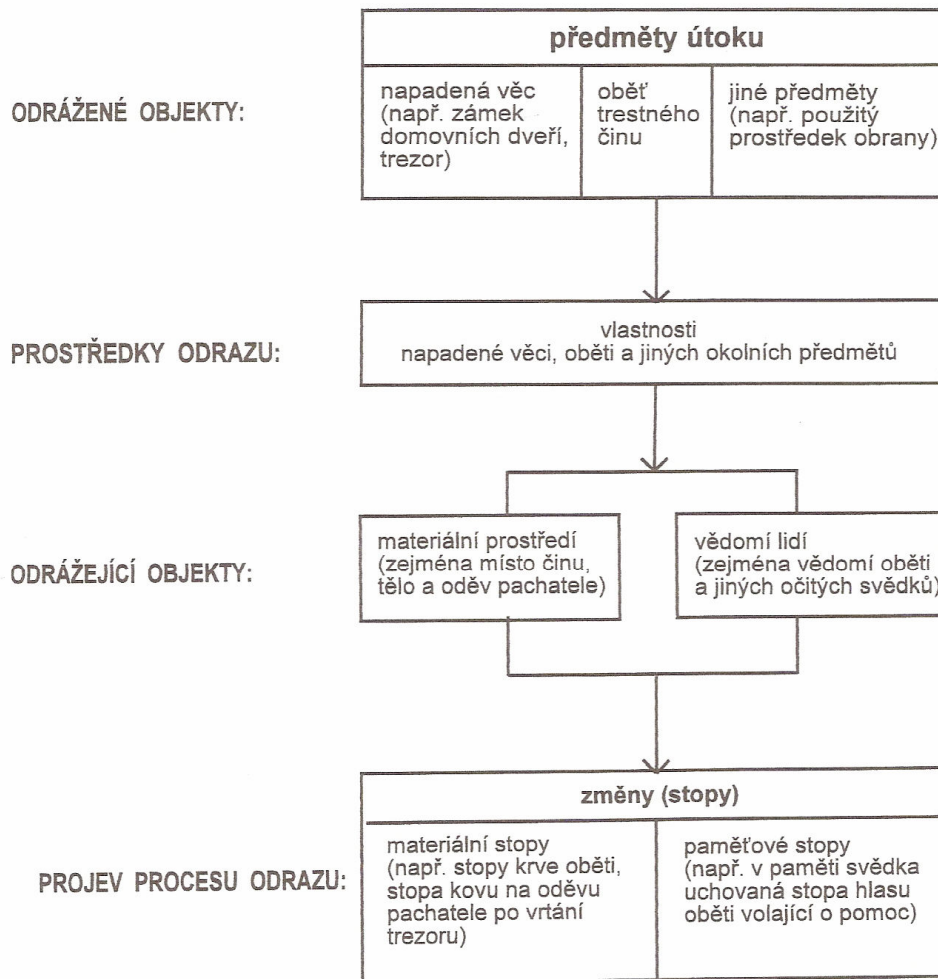 předměty útoku
ODRÁŽENÉ OBJEKTY:
napadená věc
(např. zámek
domovních dveří,
trezor)
oběť
trestného
činu
jiné předměty
(např. použitý
prostředek obrany)
PROSTŘEDKY ODRAZU:
vlastnosti
napadené věci, oběti a jiných okolních předmětů
ODRÁŽEJÍCÍ OBJEKTY:
materiální prostředí
(zejména místo činu,
tělo a oděv pachatele)
vědomí lidí
(zejména vědomí oběti
a jiných očitých svědků)
změny (stopy)
PROJEV PROCESU ODRAZU:
materiální stopy
(např. stopy krve oběti,
stopa kovu na oděvu
pachatele po vrtání
trezoru)
paměťové stopy
(např. v paměti svědka
uchovaná stopa hlasu
oběti volající o pomoc)